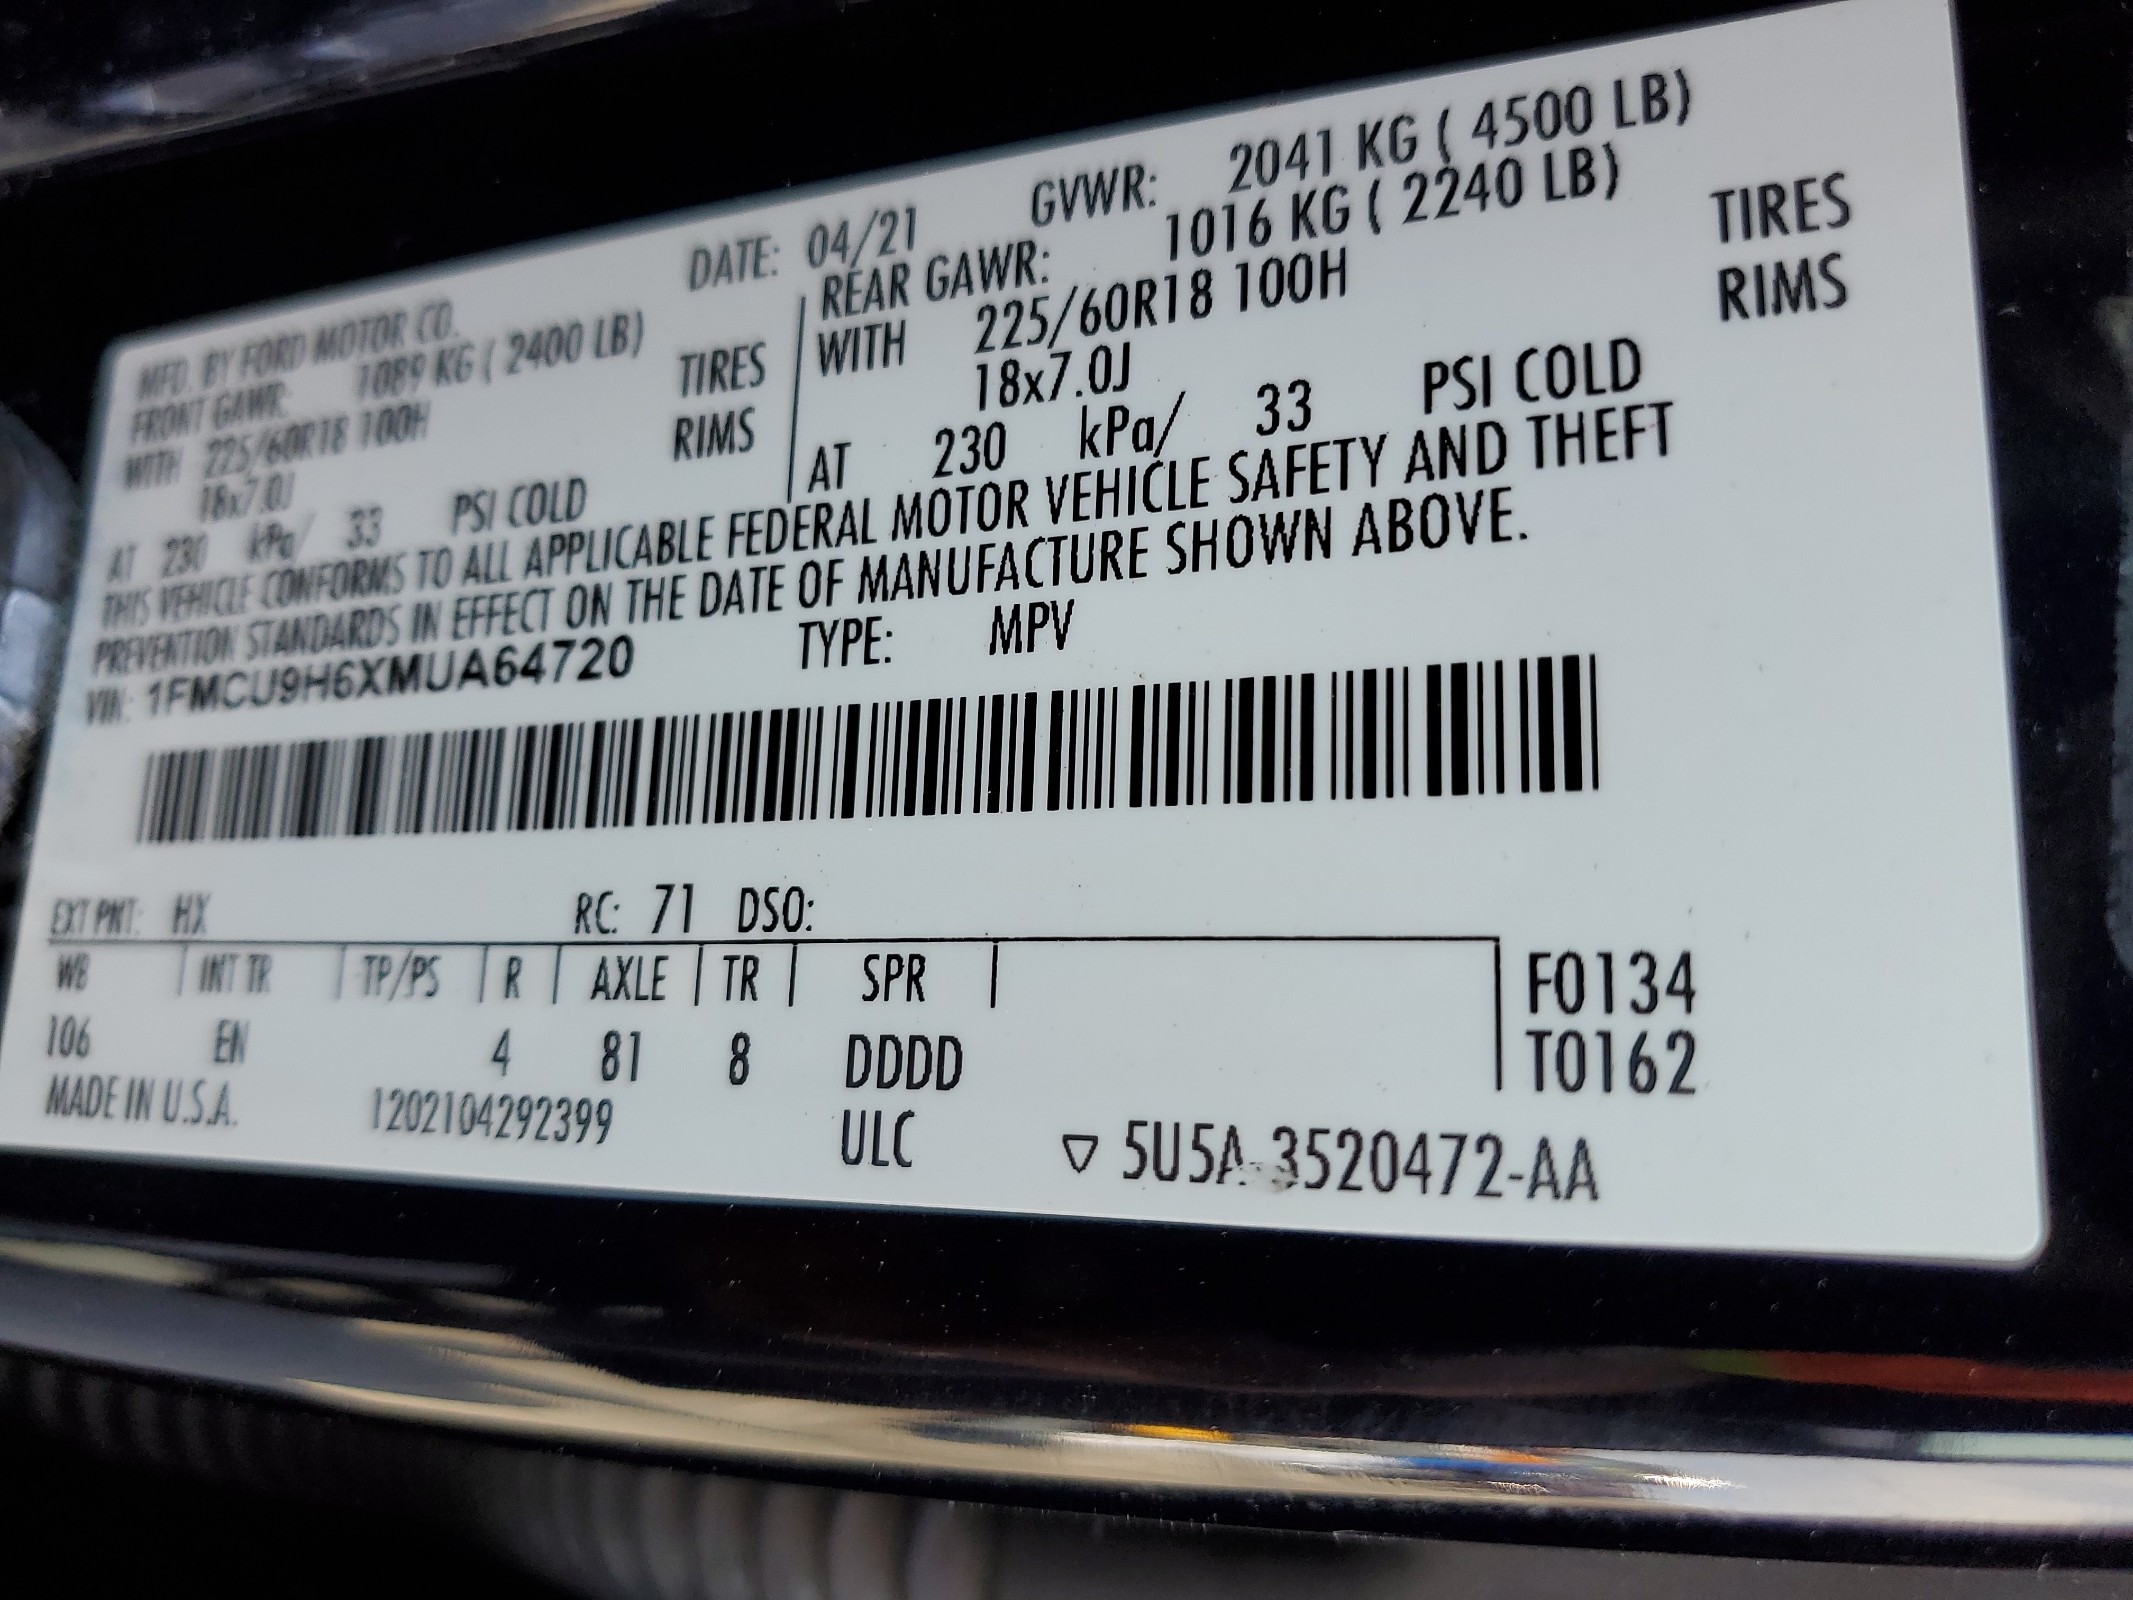 MFD. BY FORD MOTOR CO. DATE: 04/21 GVWR: 2041 KG ( 4500 LB)
FRONT GAWR: 1089 KG ( 2400 LB) REAR GAWR: 1016 KG ( 2240 LB)
WITH 225/60R18 100H TIRES WITH 225/60R18 100H TIRES
18x7.0J RIMS 18x7.0J RIMS
AT 230 kPa/ 33 PSI COLD AT 230 kPa/ 33 PSI COLD
THIS VEHICLE CONFORMS TO ALL APPLICABLE FEDERAL MOTOR VEHICLE SAFETY AND THEFT
PREVENTION STANDARDS IN EFFECT ON THE DATE OF MANUFACTURE SHOWN ABOVE.
VIN: 1FMCU9H6XMUA64720 TYPE: MPV
EXT PNT: HX RC: 71 DSO:
WB INT TR TP/PS R AXLE TR SPR F0134
106 EN 4 81 8 DDDD T0162
MADE IN U.S.A. 1202104292399 ULC ▽ 5U5A-3520472-AA